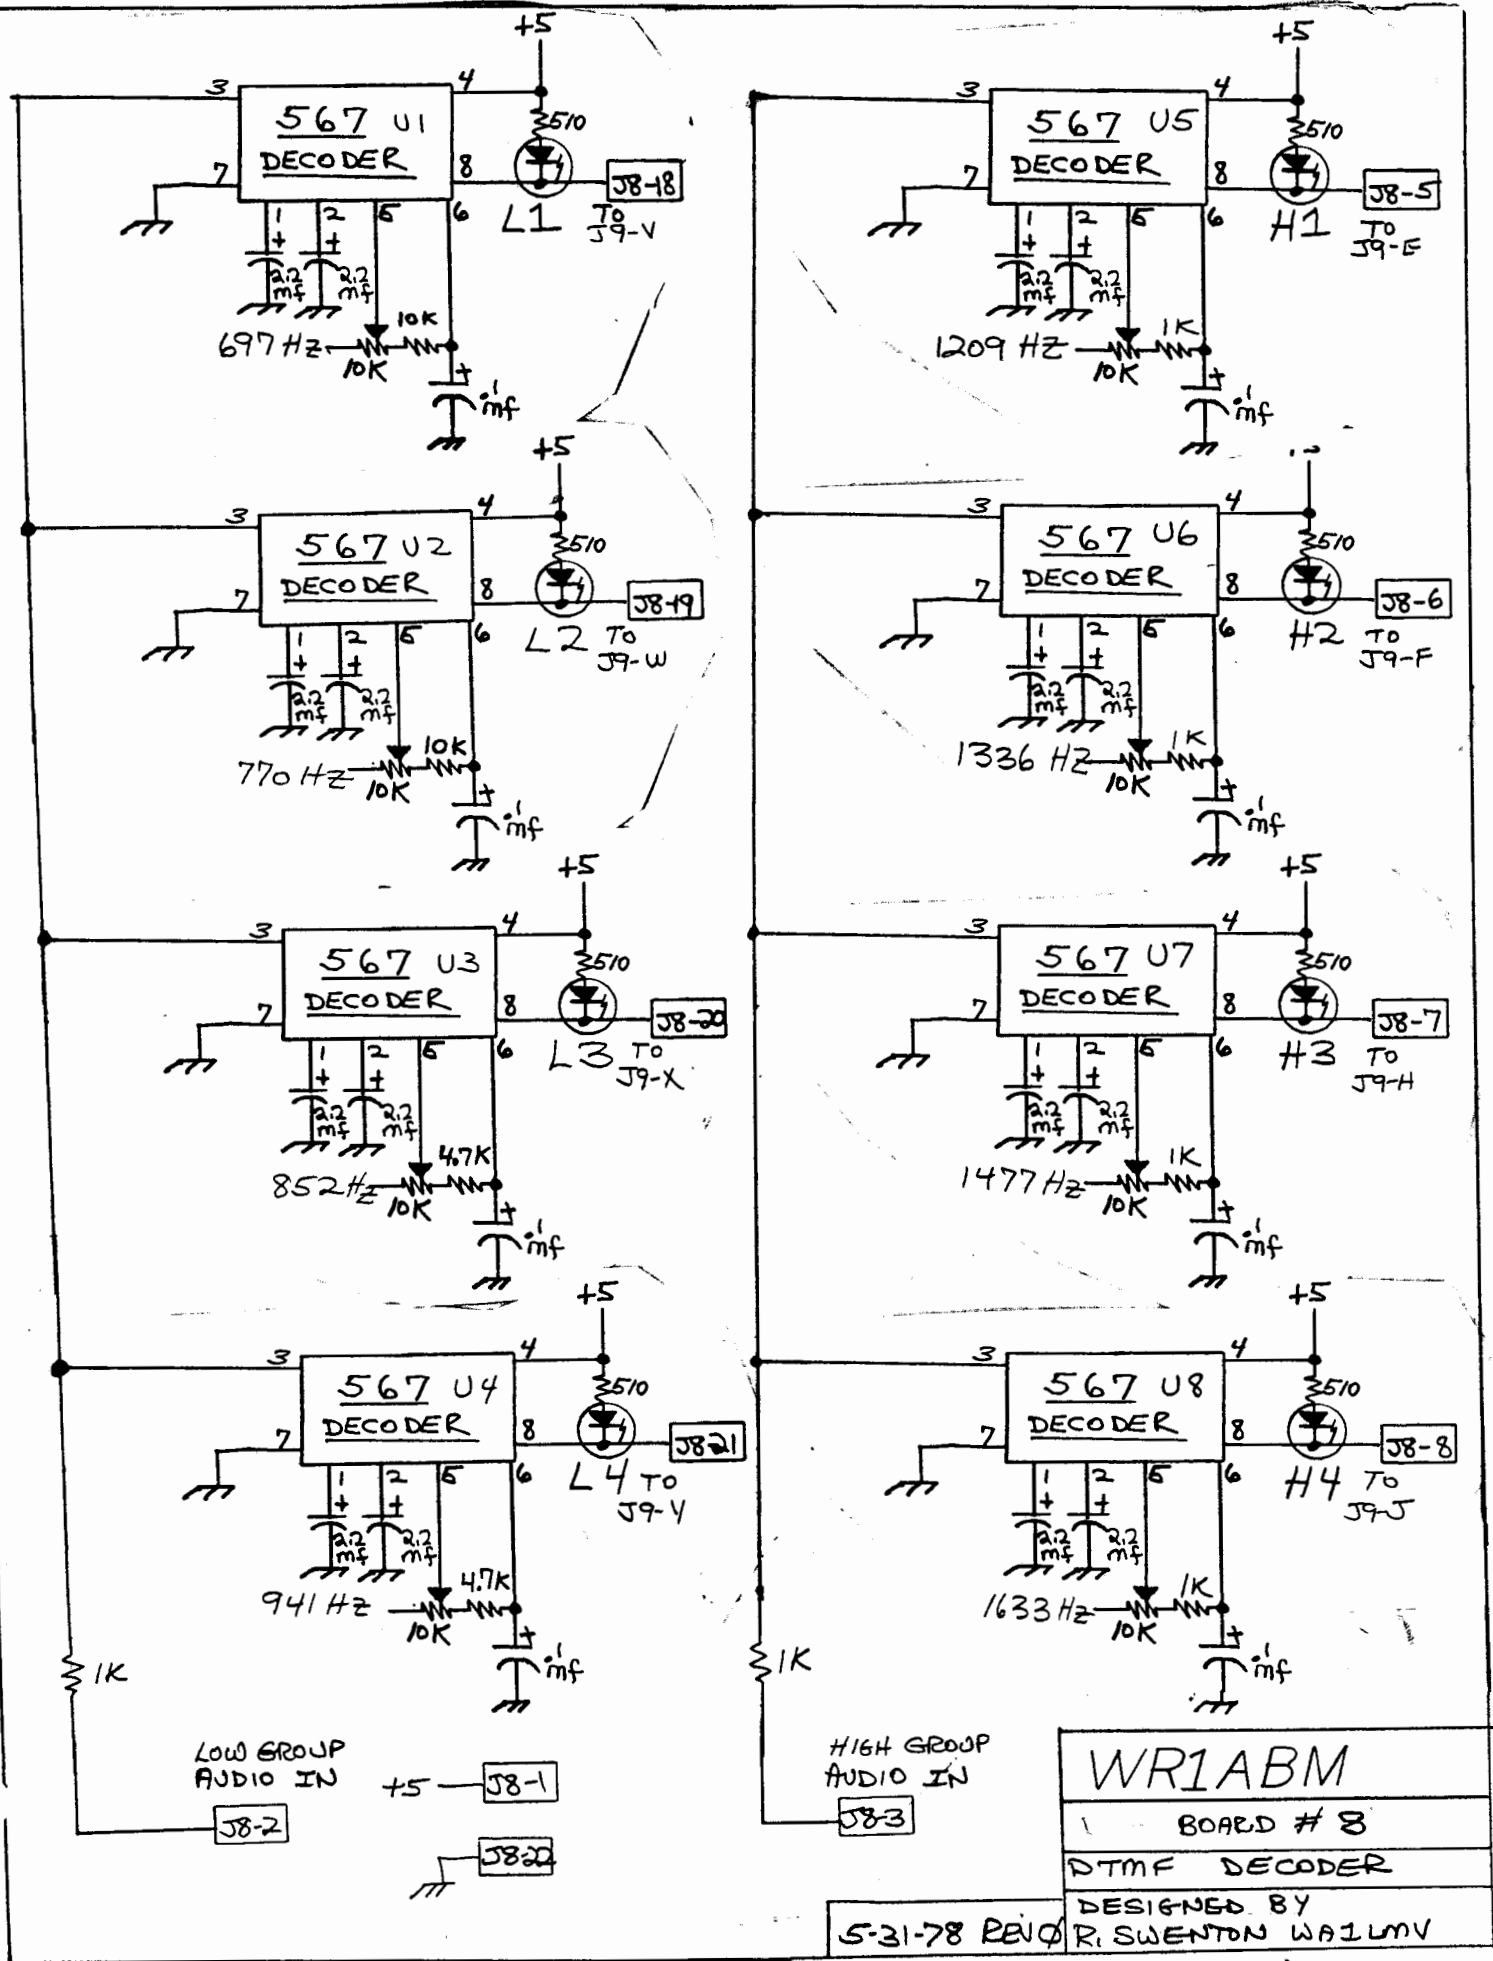 +5
3
4
567 U1
DECODER
510
7
8
J8-18
L1
TO
J9-V
1
2
5
6
+
+
2.2
mf
2.2
mf
697 HZ
10K
10K
+
.1
mf
+5
3
4
567 U5
DECODER
510
7
8
J8-5
H1
TO
J9-E
1
2
5
6
+
+
2.2
mf
2.2
mf
1209 HZ
1K
10K
+
.1
mf
+5
3
4
567 U2
DECODER
510
7
8
J8-19
L2
TO
J9-W
1
2
5
6
+
+
2.2
mf
2.2
mf
770 HZ
10K
10K
+
.1
mf
3
4
567 U6
DECODER
510
7
8
J8-6
H2
TO
J9-F
1
2
5
6
+
+
2.2
mf
2.2
mf
1336 HZ
1K
10K
+
.1
mf
+5
3
4
567 U3
DECODER
510
7
8
J8-20
L3
TO
J9-X
1
2
5
6
+
+
2.2
mf
2.2
mf
852 HZ
4.7K
10K
+
.1
mf
+5
3
4
567 U7
DECODER
510
7
8
J8-7
H3
TO
J9-H
1
2
5
6
+
+
2.2
mf
2.2
mf
1477 HZ
1K
10K
+
.1
mf
+5
3
4
567 U4
DECODER
510
7
8
J8-21
L4
TO
J9-Y
1
2
5
6
+
+
2.2
mf
2.2
mf
941 HZ
4.7K
10K
+
.1
mf
+5
3
4
567 U8
DECODER
510
7
8
J8-8
H4
TO
J9-J
1
2
5
6
+
+
2.2
mf
2.2
mf
1633 HZ
1K
10K
+
.1
mf
1K
LOW GROUP
AUDIO IN
J8-2
+5
J8-1
J8-22
1K
HIGH GROUP
AUDIO IN
J8-3
WR1ABM
BOARD # 8
DTMF DECODER
DESIGNED BY
R. SWENTON WA1LMV
5-31-78 REV Ø